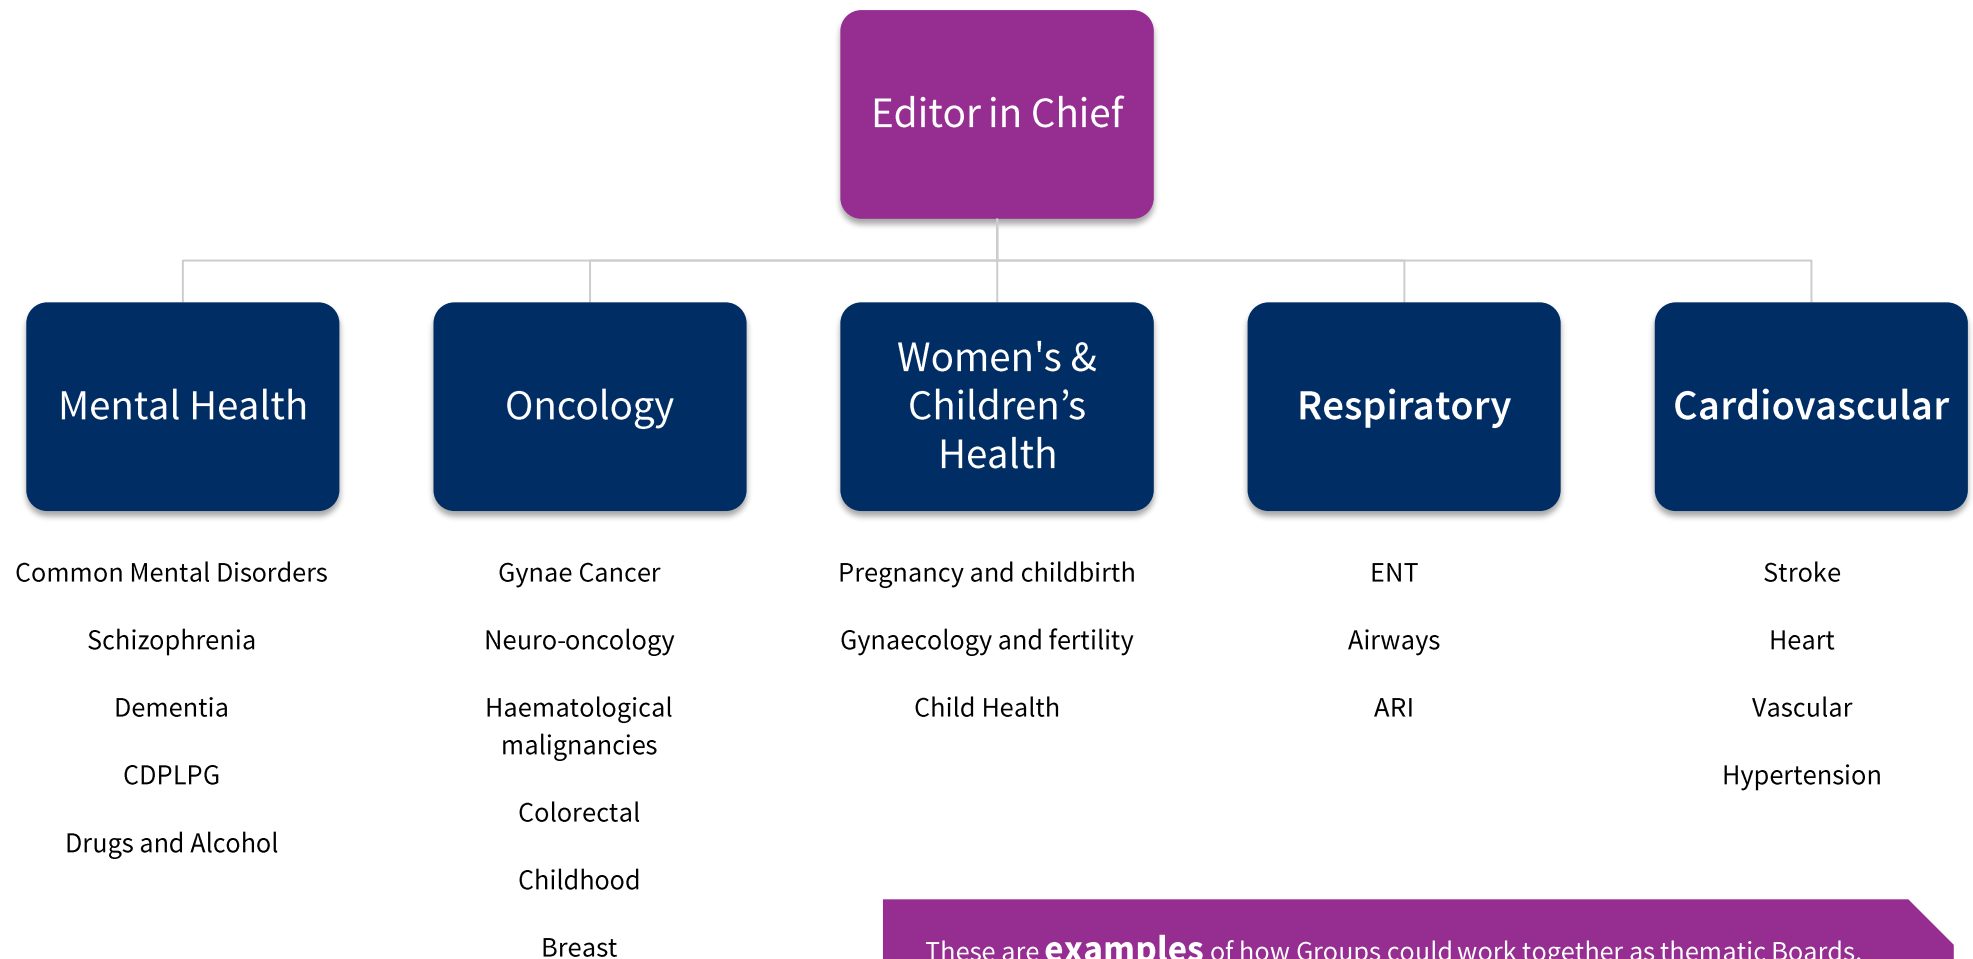 Editor in Chief
Mental Health
Oncology
Women's &
Children’s
Health
Respiratory
Cardiovascular
Common Mental Disorders
Schizophrenia
Dementia
CDPLPG
Drugs and Alcohol
Gynae Cancer
Neuro-oncology
Haematological
malignancies
Colorectal
Childhood
Breast
Pregnancy and childbirth
Gynaecology and fertility
Child Health
ENT
Airways
ARI
Stroke
Heart
Vascular
Hypertension
These are examples of how Groups could work together as thematic Boards.